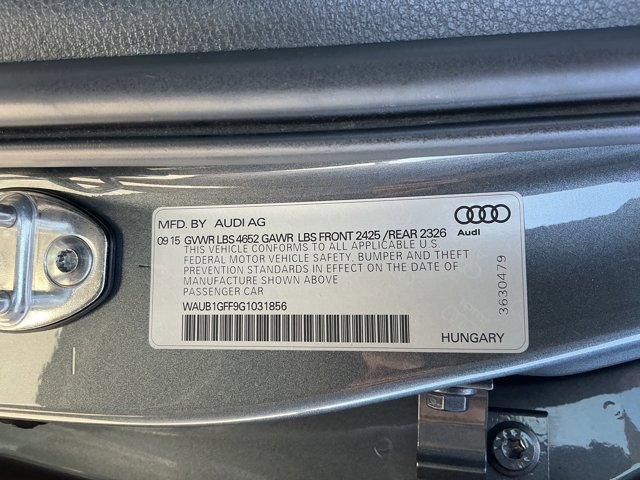 MFD. BY AUDI AG
09 15 GVWR LBS 4652 GAWR LBS FRONT 2425 /REAR 2326
THIS VEHICLE CONFORMS TO ALL APPLICABLE U.S.
FEDERAL MOTOR VEHICLE SAFETY, BUMPER AND THEFT
PREVENTION STANDARDS IN EFFECT ON THE DATE OF
MANUFACTURE SHOWN ABOVE
PASSENGER CAR
WAUB1GFF9G1031856
Audi
3630479
HUNGARY